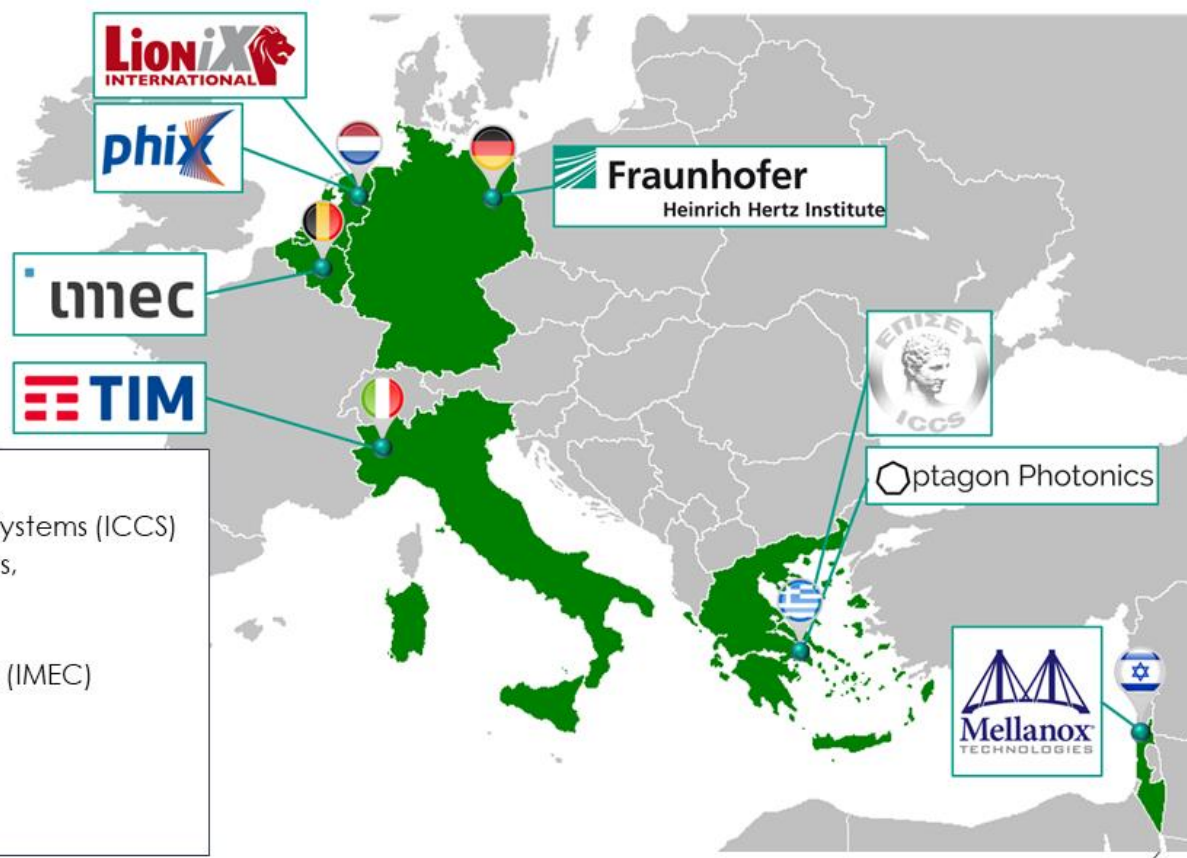 LioniX
INTERNATIONAL
phix
Fraunhofer
Heinrich Hertz Institute
imec
TIM
ΕΠΙΣΕΥ
ICCS
Optagon Photonics
ystems (ICCS)
s,
(IMEC)
Mellanox
TECHNOLOGIES